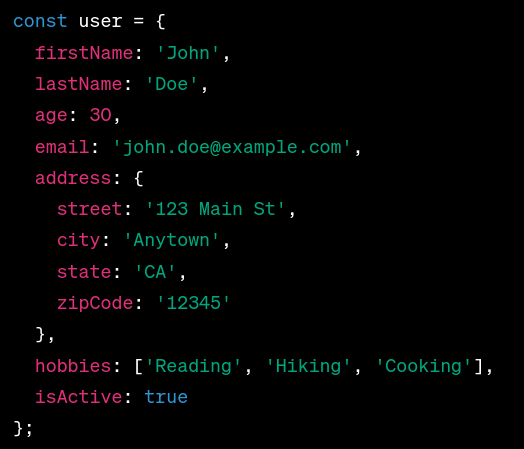 const user = {
  firstName: 'John',
  lastName: 'Doe',
  age: 30,
  email: 'john.doe@example.com',
  address: {
    street: '123 Main St',
    city: 'Anytown',
    state: 'CA',
    zipCode: '12345'
  },
  hobbies: ['Reading', 'Hiking', 'Cooking'],
  isActive: true
};